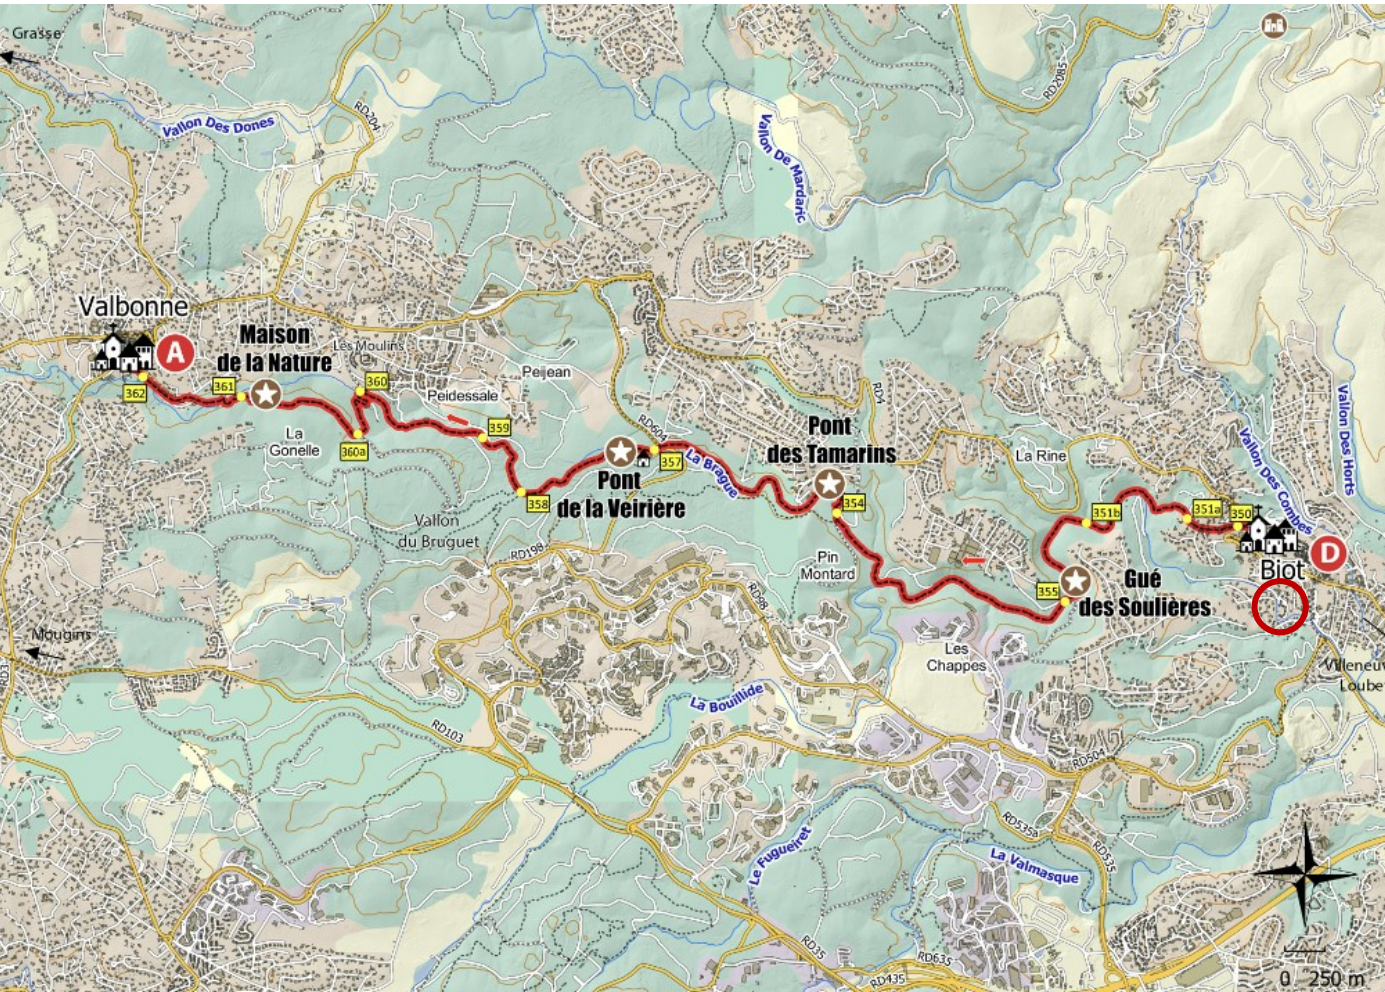 Grasse
Vallon Des Dones
RD204
RD2085
Vallon De Mardaric
Valbonne
A
Maison
de la Nature
Les Moulins
362
361
360
360a
La
Gonelle
Peidessale
Peijean
359
358
RD604
357
La Brague
Pont
de la Veirière
Vallon
du Bruguet
RD198
Pont
des Tamarins
RD4
354
Pin
Montard
RD98
La Rine
351b
351a
350
Vallon Des Combes
Vallon Des Horts
Biot
D
355
Gué
des Soulières
Les
Chappes
Mougins
RD35
RD103
La Bouillide
RD504
Villeneuv
Loube
RD535a
RD535
Le Fugueiret
La Valmasque
RD35
RD635
RD435
0 250 m